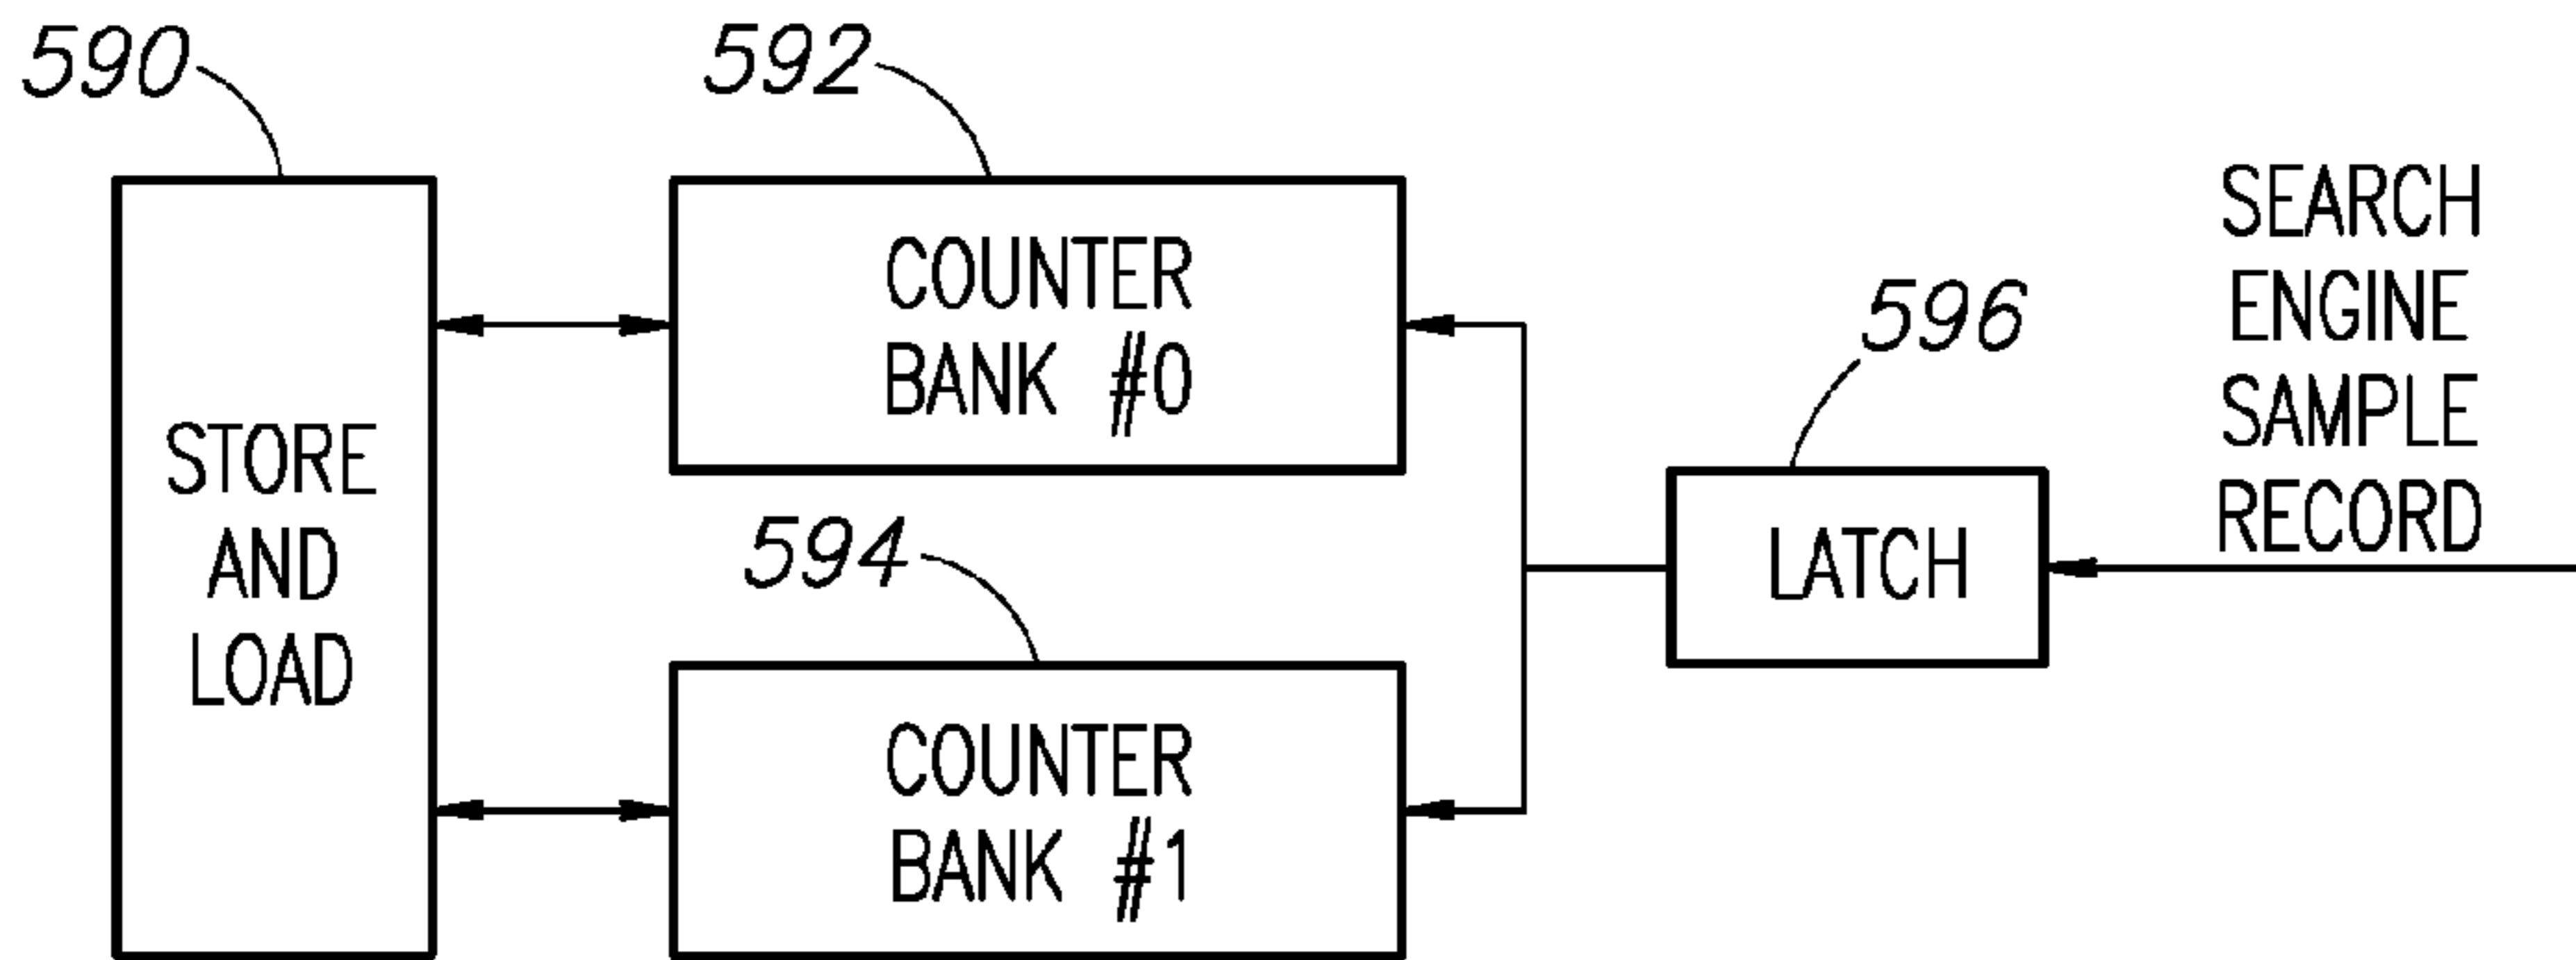 590
592
COUNTER
BANK #0
STORE
AND
LOAD
594
COUNTER
BANK #1
596
LATCH
SEARCH
ENGINE
SAMPLE
RECORD